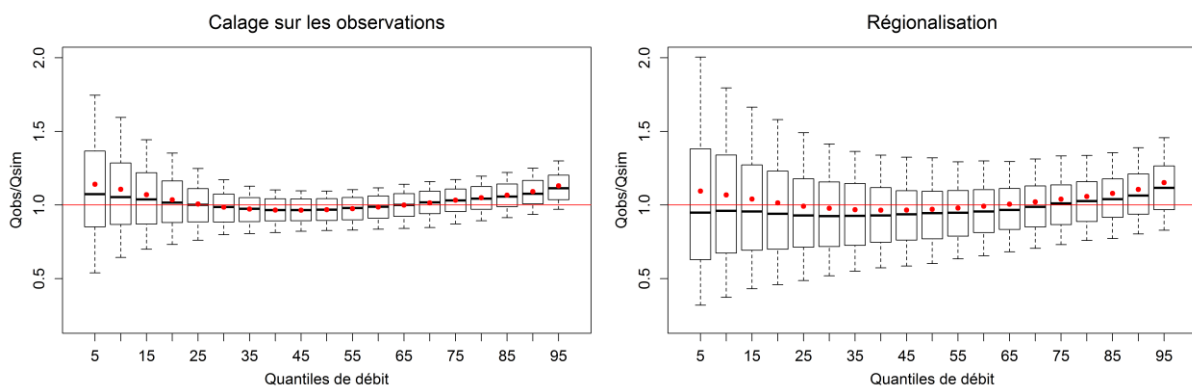 Calage sur les observations
Qobs/Qsim
2.0
1.5
1.0
0.5
5 15 25 35 45 55 65 75 85 95
Quantiles de débit
Régionalisation
Qobs/Qsim
2.0
1.5
1.0
0.5
5 15 25 35 45 55 65 75 85 95
Quantiles de débit